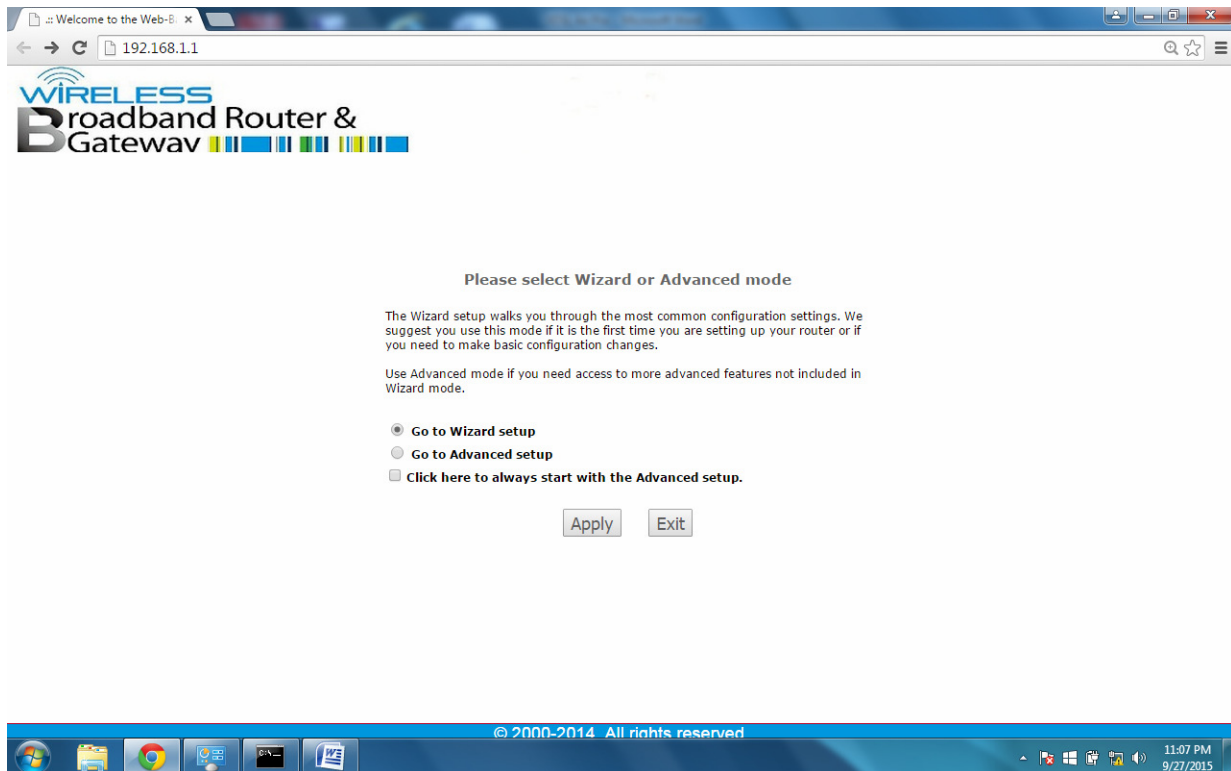 .:: Welcome to the Web-B
192.168.1.1
WiRELESS
Broadband Router &
Gateway
Please select Wizard or Advanced mode
The Wizard setup walks you through the most common configuration settings. We
suggest you use this mode if it is the first time you are setting up your router or if
you need to make basic configuration changes.
Use Advanced mode if you need access to more advanced features not included in
Wizard mode.
Go to Wizard setup
Go to Advanced setup
Click here to always start with the Advanced setup.
Apply Exit
© 2000-2014 All rights reserved
C:\_
W
11:07 PM
9/27/2015